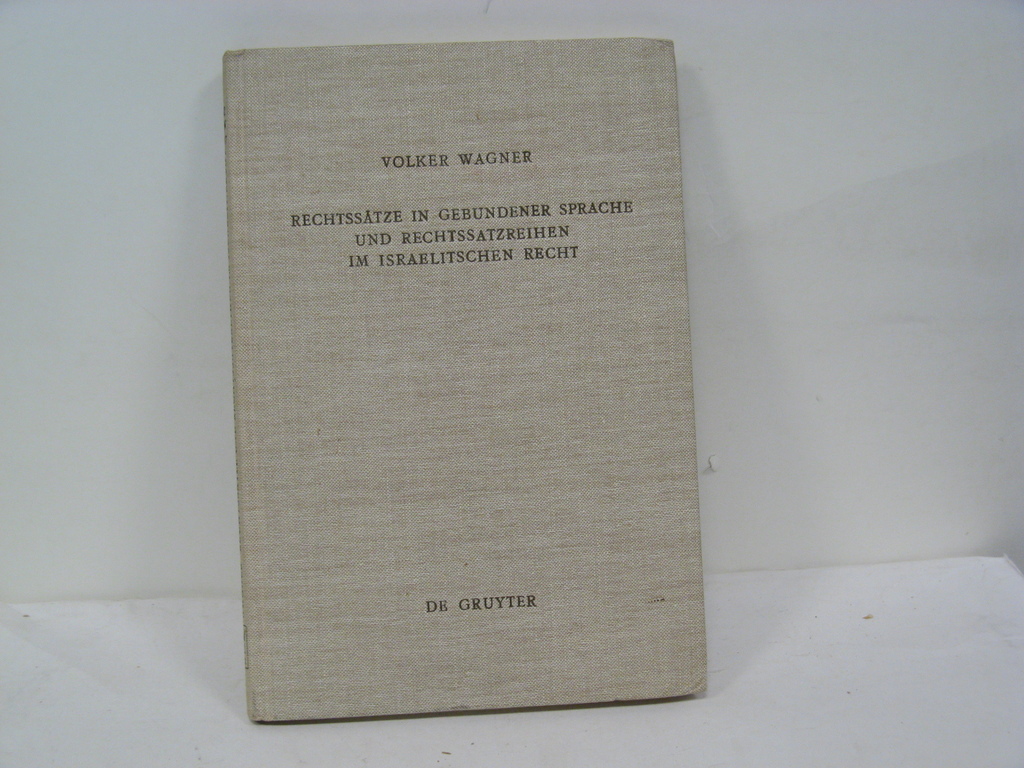 VOLKER WAGNER
RECHTSSÄTZE IN GEBUNDENER SPRACHE
UND RECHTSSATZREIHEN
IM ISRAELITSCHEN RECHT
DE GRUYTER